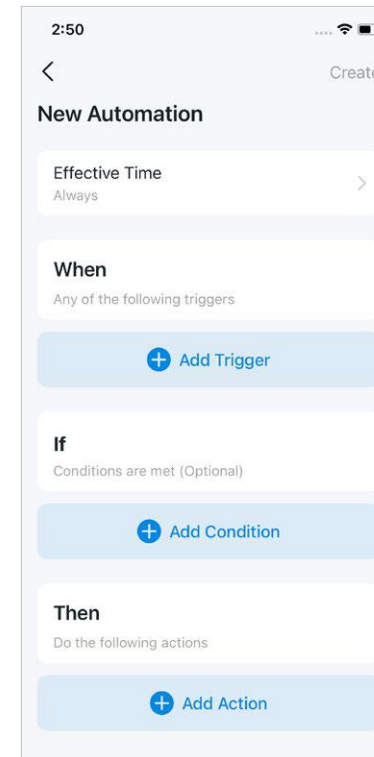 2:50
Create
New Automation
Effective Time
Always
When
Any of the following triggers
Add Trigger
If
Conditions are met (Optional)
Add Condition
Then
Do the following actions
Add Action